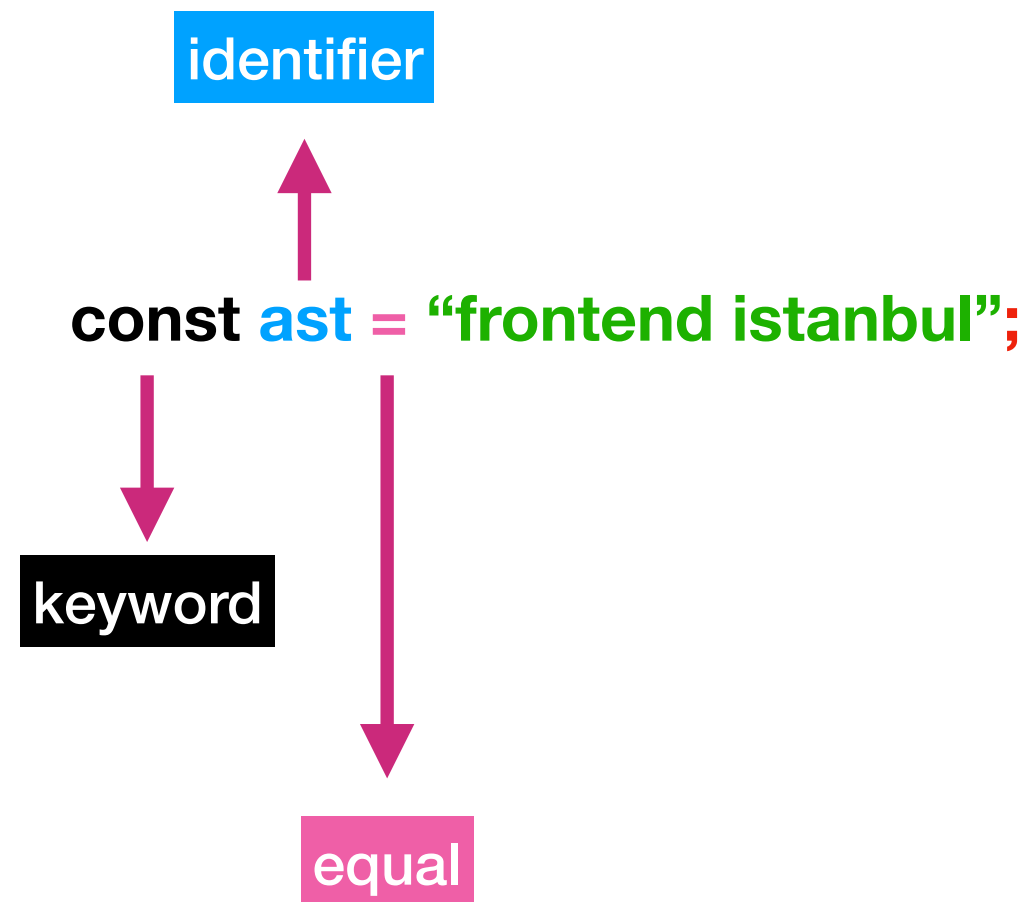 identifier
const ast = “frontend istanbul”;
keyword
equal